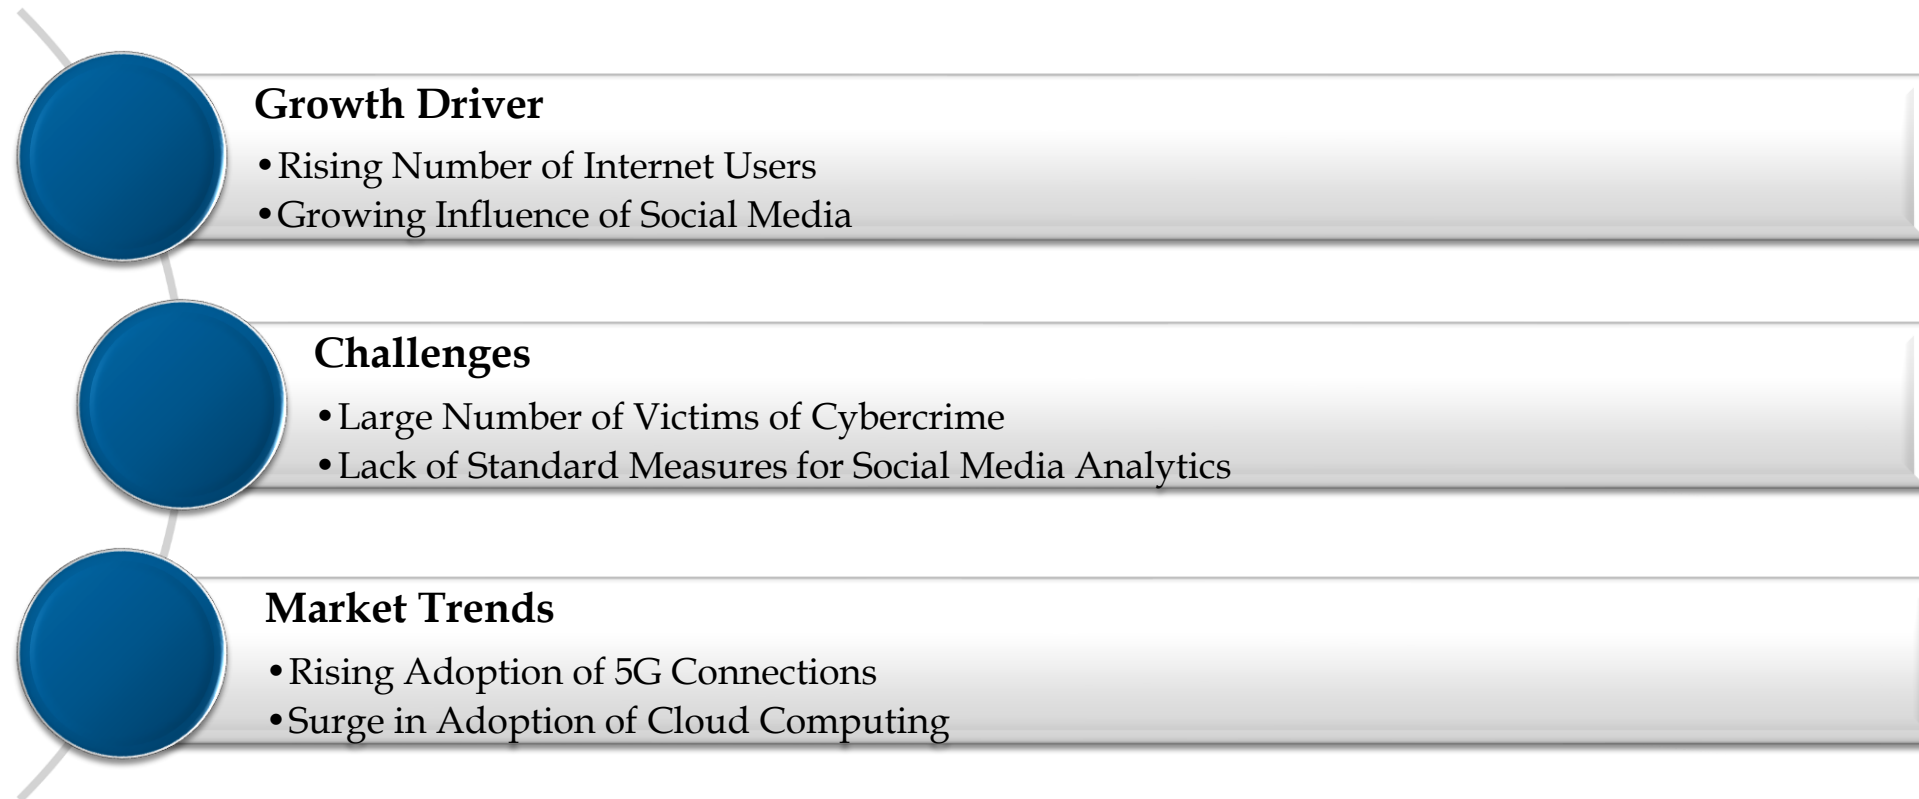 Growth Driver
•Rising Number of Internet Users
•Growing Influence of Social Media
Challenges
•Large Number of Victims of Cybercrime
•Lack of Standard Measures for Social Media Analytics
Market Trends
•Rising Adoption of 5G Connections
•Surge in Adoption of Cloud Computing